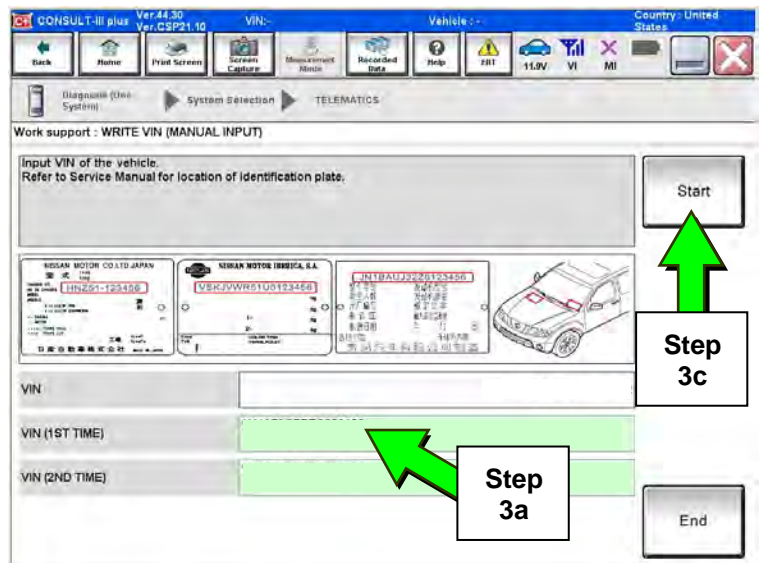 CONSULT-III plus Ver.44.30 Ver.CSP21.10 VIN:- Vehicle : - Country : United States
Back Home Print Screen Screen Capture Measurement Mode Recorded Data Help ERT 11.9V VI MI
Diagnosis (One System) System Selection TELEMATICS
Work support : WRITE VIN (MANUAL INPUT)
Input VIN of the vehicle.
Refer to Service Manual for location of identification plate.
Start
NISSAN MOTOR CO.LTD JAPAN
HNZ51-123456
NISSAN MOTOR IBERICA, S.A.
VSKJVWR51U0123456
JN1BAUJ32Z0123456
Step
3c
VIN
VIN (1ST TIME)
VIN (2ND TIME)
Step
3a
End